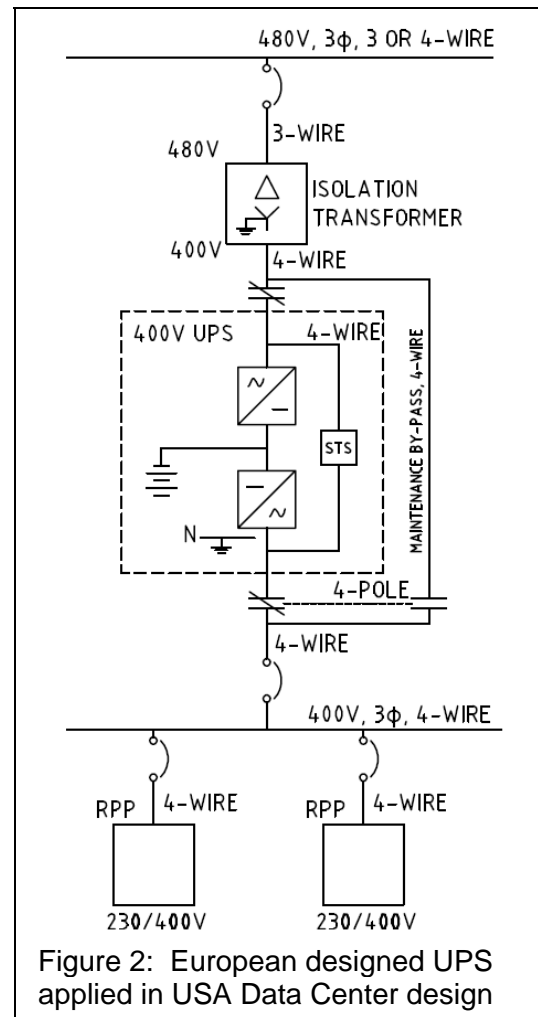 480V, 3ϕ, 3 OR 4-WIRE
3-WIRE
480V
ISOLATION
TRANSFORMER
400V
4-WIRE
400V UPS
4-WIRE
STS
MAINTENANCE BY-PASS, 4-WIRE
N
4-POLE
4-WIRE
400V, 3ϕ, 4-WIRE
RPP 4-WIRE
RPP 4-WIRE
230/400V
230/400V
Figure 2: European designed UPS
applied in USA Data Center design